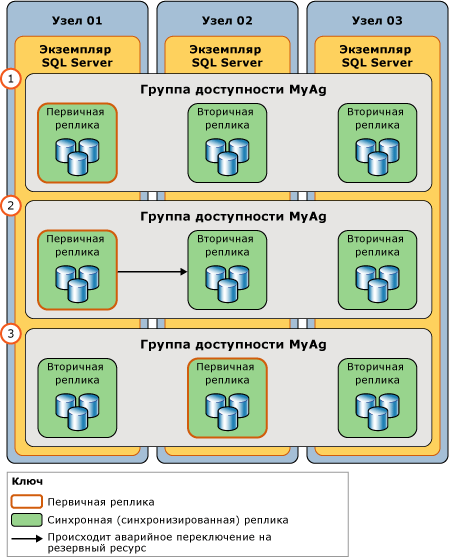 Узел 01
Узел 02
Узел 03
Экземпляр
SQL Server
Экземпляр
SQL Server
Экземпляр
SQL Server
1
Группа доступности MyAg
Первичная
реплика
Вторичная
реплика
Вторичная
реплика
2
Группа доступности MyAg
Первичная
реплика
Вторичная
реплика
Вторичная
реплика
3
Группа доступности MyAg
Вторичная
реплика
Первичная
реплика
Вторичная
реплика
Ключ
Первичная реплика
Синхронная (синхронизированная) реплика
Происходит аварийное переключение на
резервный ресурс